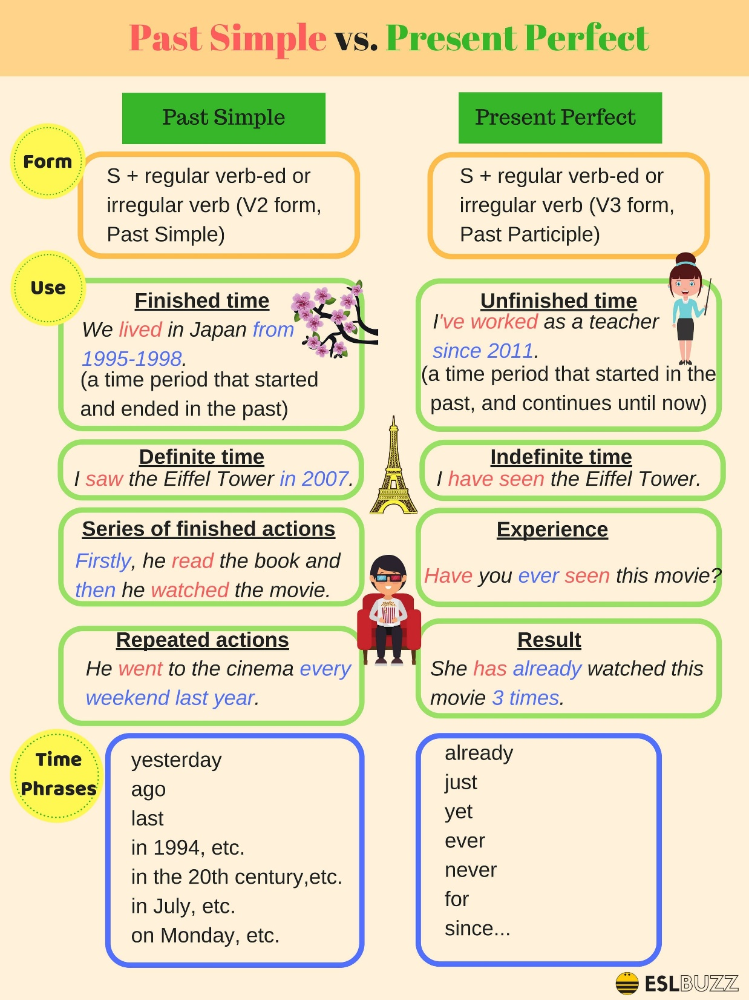 Past Simple vs. Present Perfect
Past Simple
Present Perfect
Form
S + regular verb-ed or
irregular verb (V2 form,
Past Simple)
S + regular verb-ed or
irregular verb (V3 form,
Past Participle)
Use
Finished time
We lived in Japan from
1995-1998.
(a time period that started
and ended in the past)
Unfinished time
I've worked as a teacher
since 2011.
(a time period that started in the
past, and continues until now)
Definite time
I saw the Eiffel Tower in 2007.
Indefinite time
I have seen the Eiffel Tower.
Series of finished actions
Firstly, he read the book and
then he watched the movie.
Experience
Have you ever seen this movie?
Repeated actions
He went to the cinema every
weekend last year.
Result
She has already watched this
movie 3 times.
Time
Phrases
yesterday
ago
last
in 1994, etc.
in the 20th century,etc.
in July, etc.
on Monday, etc.
already
just
yet
ever
never
for
since...
ESLBUZZ